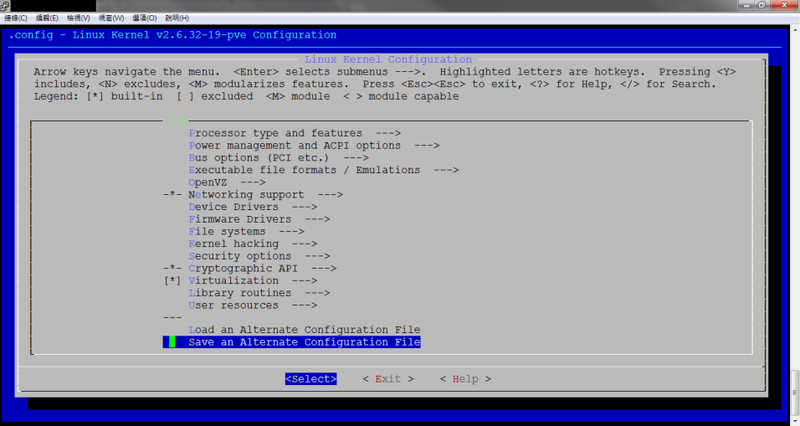 連線(C) 編輯(E) 檢視(V) 視窗(W) 選項(O) 說明(H)
.config - Linux Kernel v2.6.32-19-pve Configuration
Linux Kernel Configuration
Arrow keys navigate the menu. <Enter> selects submenus --->. Highlighted letters are hotkeys. Pressing <Y>
includes, <N> excludes, <M> modularizes features. Press <Esc><Esc> to exit, <?> for Help, </> for Search.
Legend: [*] built-in [ ] excluded <M> module < > module capable
Processor type and features --->
Power management and ACPI options --->
Bus options (PCI etc.) --->
Executable file formats / Emulations --->
OpenVZ --->
-*- Networking support --->
Device Drivers --->
Firmware Drivers --->
File systems --->
Kernel hacking --->
Security options --->
-*- Cryptographic API --->
[*] Virtualization --->
Library routines --->
User resources --->
---
Load an Alternate Configuration File
Save an Alternate Configuration File
<Select> < Exit > < Help >